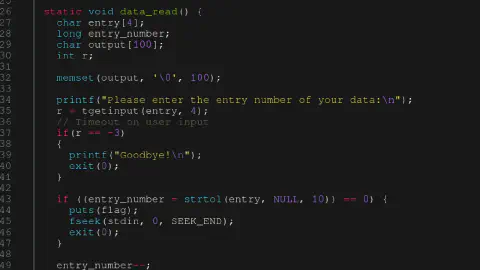 26 static void data_read() {
27 char entry[4];
28 long entry_number;
29 char output[100];
30 int r;
31
32 memset(output, '\0', 100);
33
34 printf("Please enter the entry number of your data:\n");
35 r = tgetinput(entry, 4);
36 // Timeout on user input
37 if(r == -3)
38 {
39 printf("Goodbye!\n");
40 exit(0);
41 }
42
43 if ((entry_number = strtol(entry, NULL, 10)) == 0) {
44 puts(flag);
45 fseek(stdin, 0, SEEK_END);
46 exit(0);
47 }
48
49 entry_number--;